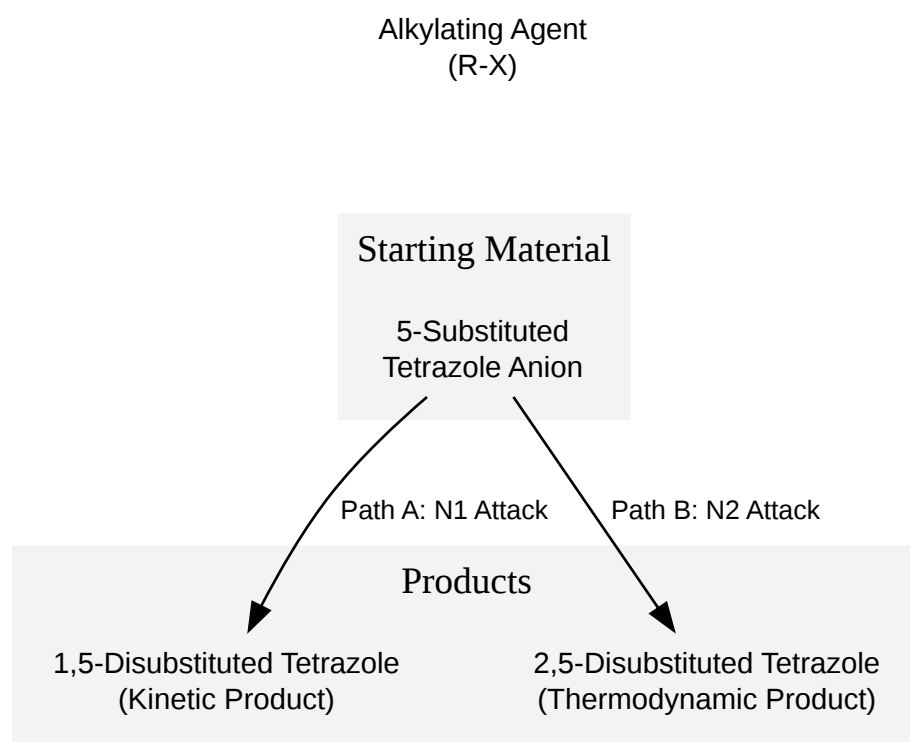 Alkylating Agent
(R-X)
Starting Material
5-Substituted
Tetrazole Anion
Path A: N1 Attack
Path B: N2 Attack
Products
1,5-Disubstituted Tetrazole
(Kinetic Product)
2,5-Disubstituted Tetrazole
(Thermodynamic Product)